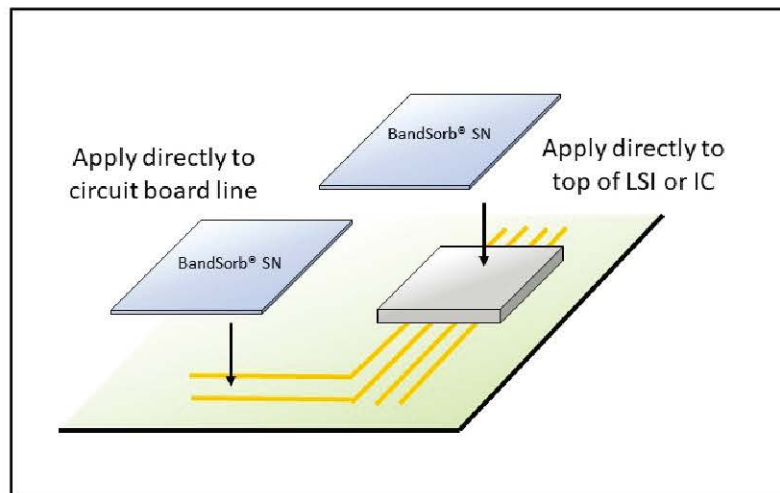 Apply directly to
circuit board line
BandSorb® SN
BandSorb® SN
Apply directly to
top of LSI or IC